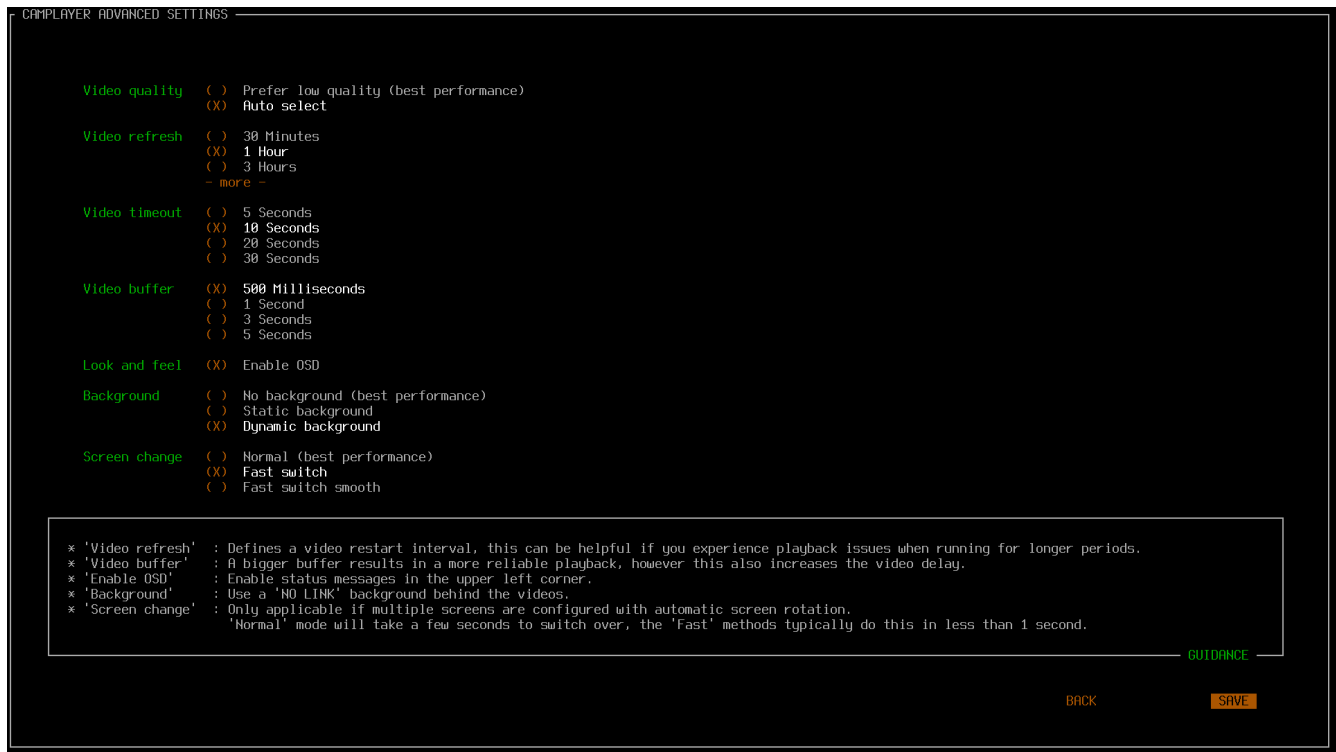 CAMPLAYER ADVANCED SETTINGS
Video quality ( ) Prefer low quality (best performance)
(X) Auto select
Video refresh ( ) 30 Minutes
(X) 1 Hour
( ) 3 Hours
- more -
Video timeout ( ) 5 Seconds
(X) 10 Seconds
( ) 20 Seconds
( ) 30 Seconds
Video buffer (X) 500 Milliseconds
( ) 1 Second
( ) 3 Seconds
( ) 5 Seconds
Look and feel (X) Enable OSD
Background ( ) No background (best performance)
( ) Static background
(X) Dynamic background
Screen change ( ) Normal (best performance)
(X) Fast switch
( ) Fast switch smooth
* 'Video refresh' : Defines a video restart interval, this can be helpful if you experience playback issues when running for longer periods.
* 'Video buffer' : A bigger buffer results in a more reliable playback, however this also increases the video delay.
* 'Enable OSD' : Enable status messages in the upper left corner.
* 'Background' : Use a 'NO LINK' background behind the videos.
* 'Screen change' : Only applicable if multiple screens are configured with automatic screen rotation.
'Normal' mode will take a few seconds to switch over, the 'Fast' methods typically do this in less than 1 second.
GUIDANCE
BACK SAVE